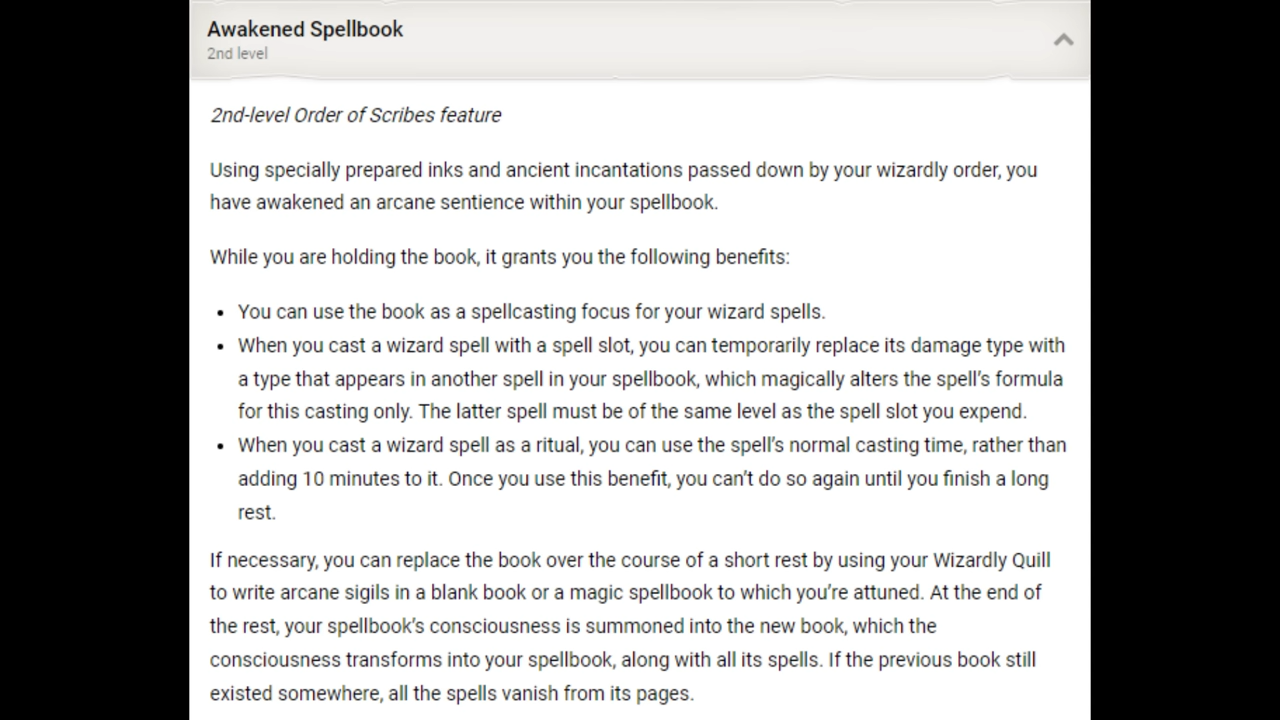 Awakened Spellbook
2nd level
2nd-level Order of Scribes feature
Using specially prepared inks and ancient incantations passed down by your wizardly order, you
have awakened an arcane sentience within your spellbook.
While you are holding the book, it grants you the following benefits:
• You can use the book as a spellcasting focus for your wizard spells.
• When you cast a wizard spell with a spell slot, you can temporarily replace its damage type with
a type that appears in another spell in your spellbook, which magically alters the spell’s formula
for this casting only. The latter spell must be of the same level as the spell slot you expend.
• When you cast a wizard spell as a ritual, you can use the spell’s normal casting time, rather than
adding 10 minutes to it. Once you use this benefit, you can’t do so again until you finish a long
rest.
If necessary, you can replace the book over the course of a short rest by using your Wizardly Quill
to write arcane sigils in a blank book or a magic spellbook to which you’re attuned. At the end of
the rest, your spellbook’s consciousness is summoned into the new book, which the
consciousness transforms into your spellbook, along with all its spells. If the previous book still
existed somewhere, all the spells vanish from its pages.